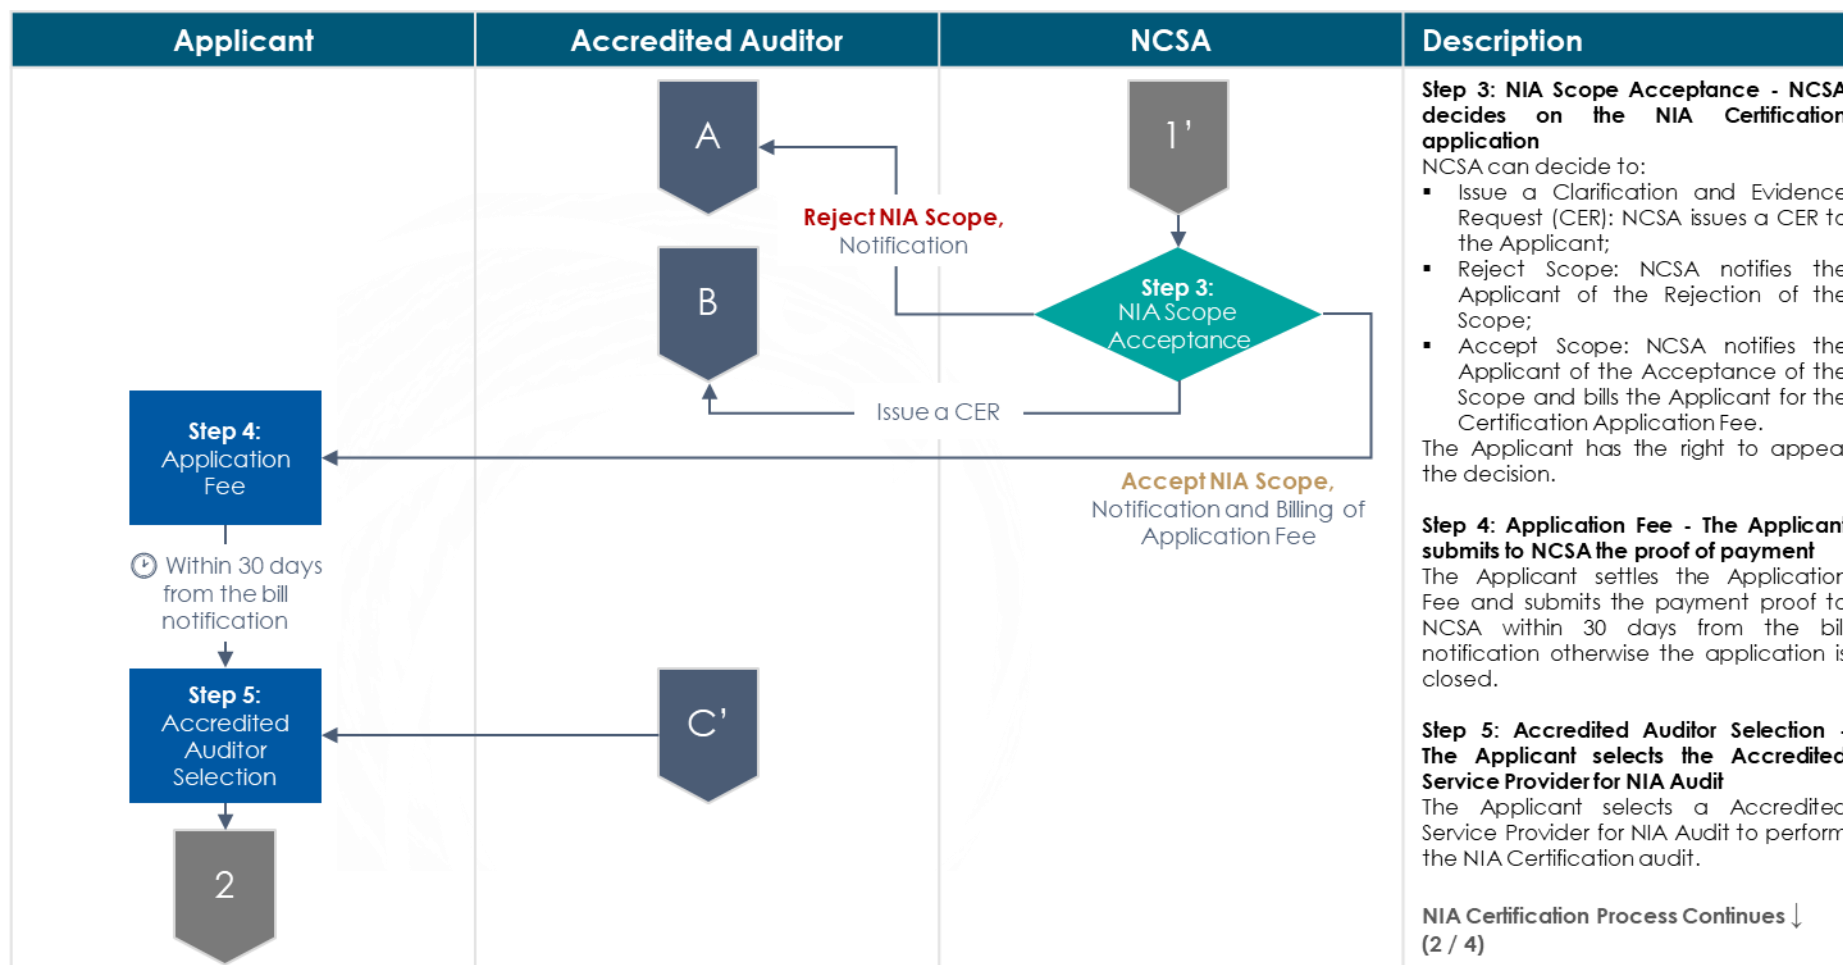 Applicant
Accredited Auditor
NCSA
Description
A
1’
Reject NIA Scope,
Notification
B
Step 3:
NIA Scope
Acceptance
Issue a CER
Step 4:
Application
Fee
Accept NIA Scope,
Notification and Billing of
Application Fee
Within 30 days
from the bill
notification
Step 5:
Accredited
Auditor
Selection
C’
2
Step 3: NIA Scope Acceptance - NCSA
decides on the NIA Certification
application
NCSA can decide to:
▪ Issue a Clarification and Evidence
Request (CER): NCSA issues a CER to
the Applicant;
▪ Reject Scope: NCSA notifies the
Applicant of the Rejection of the
Scope;
▪ Accept Scope: NCSA notifies the
Applicant of the Acceptance of the
Scope and bills the Applicant for the
Certification Application Fee.
The Applicant has the right to appeal
the decision.
Step 4: Application Fee - The Applicant
submits to NCSA the proof of payment
The Applicant settles the Application
Fee and submits the payment proof to
NCSA within 30 days from the bill
notification otherwise the application is
closed.
Step 5: Accredited Auditor Selection -
The Applicant selects the Accredited
Service Provider for NIA Audit
The Applicant selects a Accredited
Service Provider for NIA Audit to perform
the NIA Certification audit.
NIA Certification Process Continues ↓
(2 / 4)